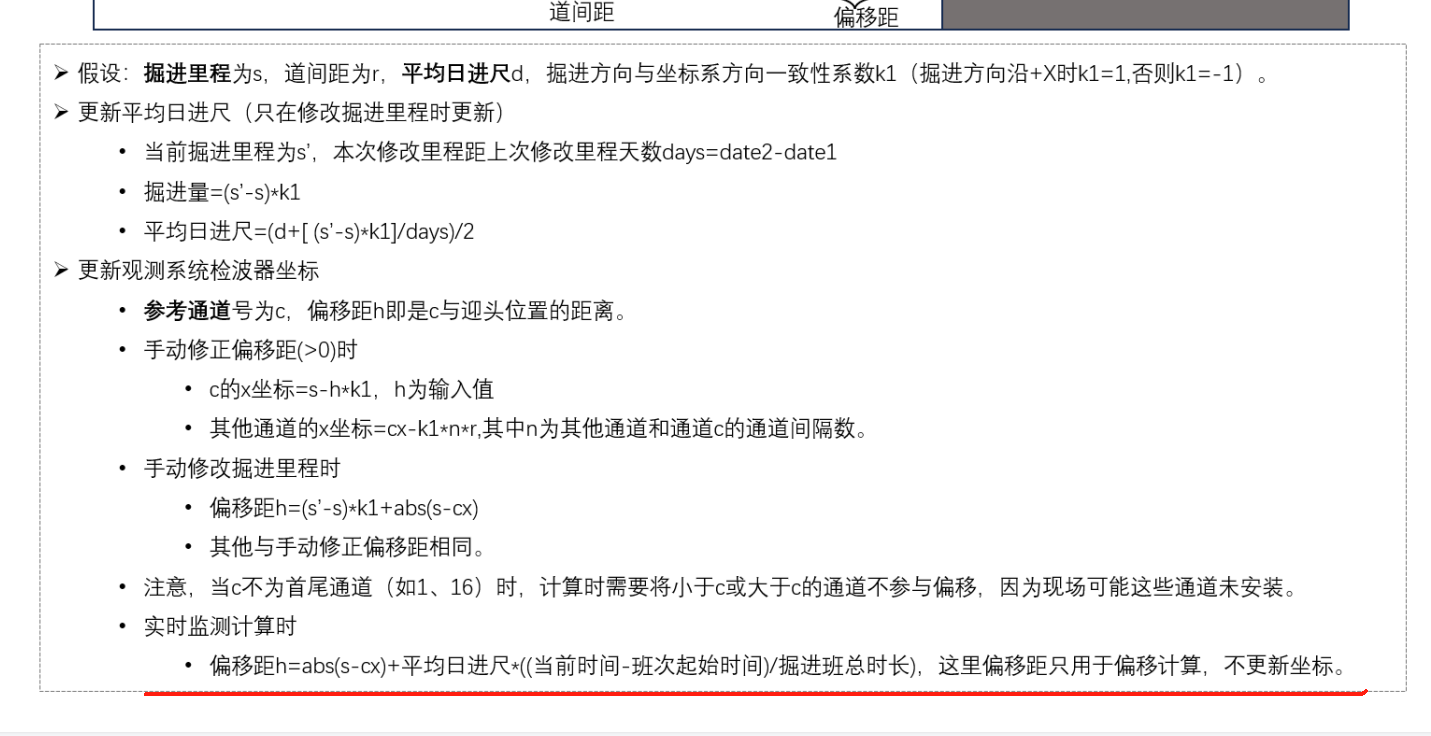 道间距
偏移距
➢ 假设：掘进里程为s，道间距为r，平均日进尺d，掘进方向与坐标系方向一致性系数k1（掘进方向沿+X时k1=1,否则k1=-1）。
➢ 更新平均日进尺（只在修改掘进里程时更新）
• 当前掘进里程为s’，本次修改里程距上次修改里程天数days=date2-date1
• 掘进量=(s’-s)*k1
• 平均日进尺=(d+[ (s’-s)*k1]/days)/2
➢ 更新观测系统检波器坐标
• 参考通道号为c，偏移距h即是c与迎头位置的距离。
• 手动修正偏移距(>0)时
• c的x坐标=s-h*k1，h为输入值
• 其他通道的x坐标=cx-k1*n*r,其中n为其他通道和通道c的通道间隔数。
• 手动修改掘进里程时
• 偏移距h=(s’-s)*k1+abs(s-cx)
• 其他与手动修正偏移距相同。
• 注意，当c不为首尾通道（如1、16）时，计算时需要将小于c或大于c的通道不参与偏移，因为现场可能这些通道未安装。
• 实时监测计算时
• 偏移距h=abs(s-cx)+平均日进尺*((当前时间-班次起始时间)/掘进班总时长)，这里偏移距只用于偏移计算，不更新坐标。